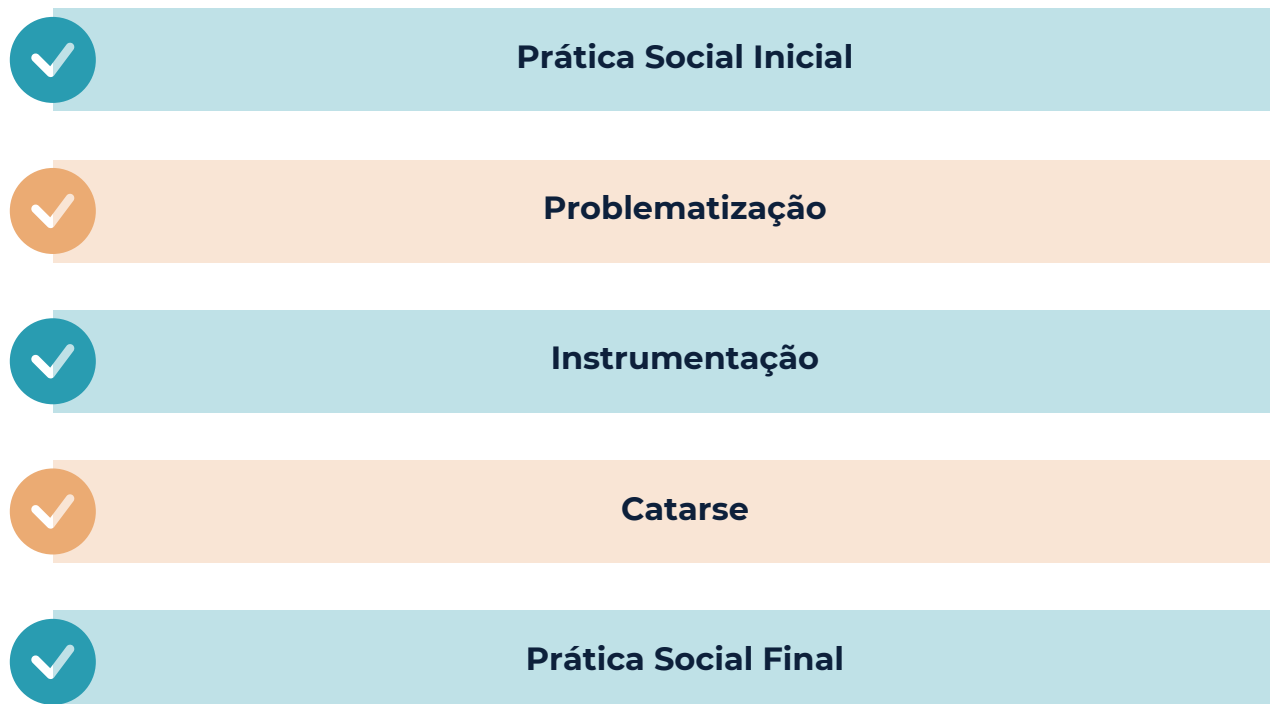 Prática Social Inicial
Problematização
Instrumentação
Catarse
Prática Social Final